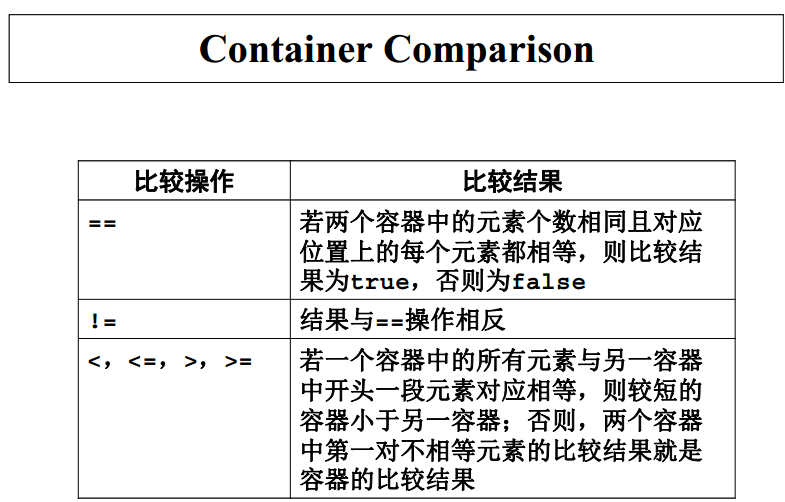 Container Comparison
比较操作
比较结果
==
若两个容器中的元素个数相同且对应
位置上的每个元素都相等，则比较结
果为true，否则为false
!=
结果与==操作相反
<，<=，>，>=
若一个容器中的所有元素与另一容器
中开头一段元素对应相等，则较短的
容器小于另一容器；否则，两个容器
中第一对不相等元素的比较结果就是
容器的比较结果